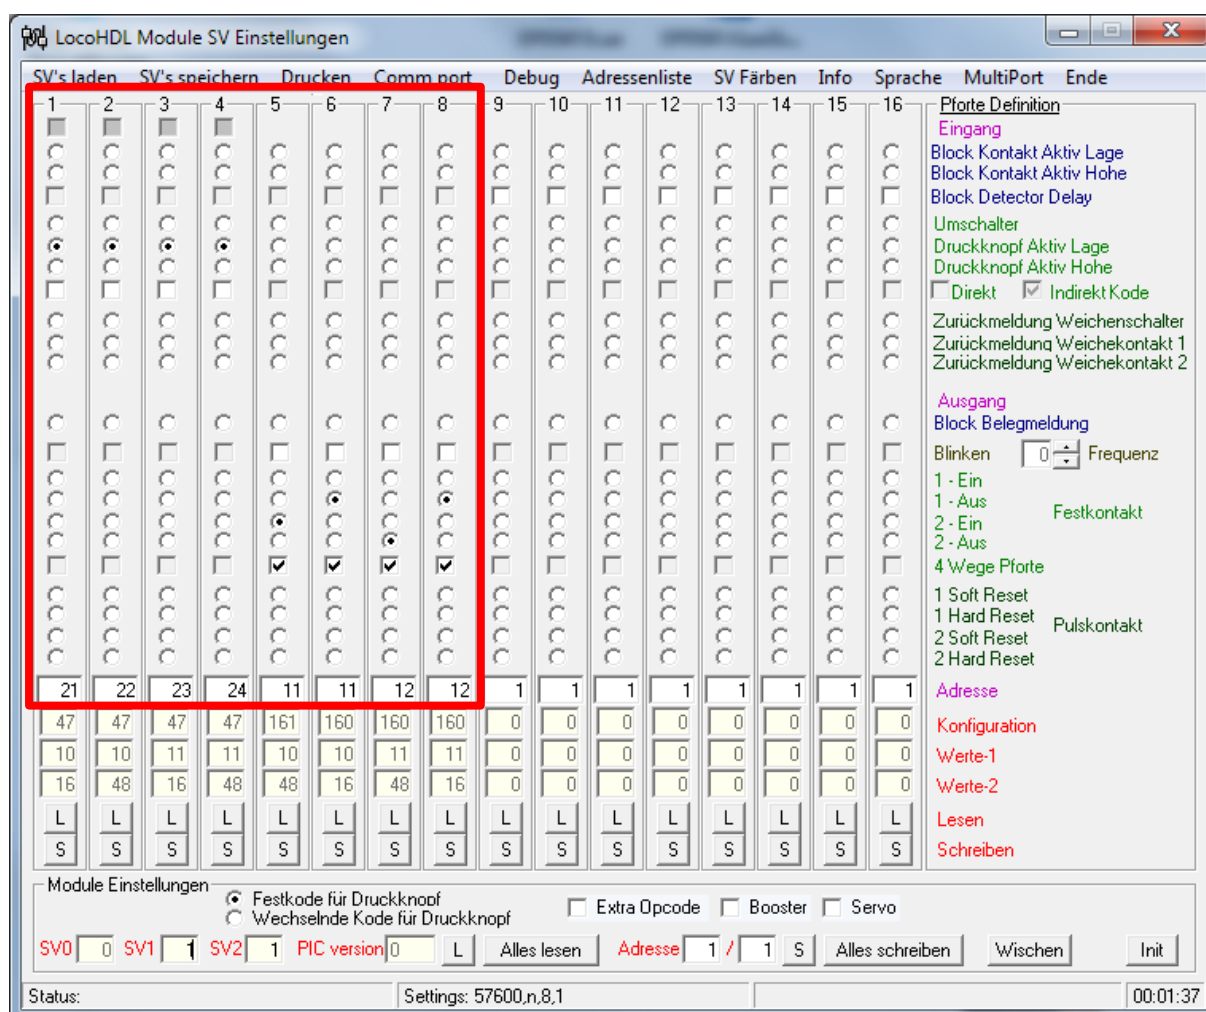 LocoHDL Module SV Einstellungen
SV's laden SV's speichern Drucken Comm port Debug Adressenliste SV Färben Info Sprache MultiPort Ende
1 2 3 4 5 6 7 8 9 10 11 12 13 14 15 16 Pforte Definition
Eingang
Block Kontakt Aktiv Lage
Block Kontakt Aktiv Hohe
Block Detector Delay
Umschalter
Druckknopf Aktiv Lage
Druckknopf Aktiv Hohe
Direkt Indirekt Kode
Zurückmeldung Weichenschalter
Zurückmeldung Weichekontakt 1
Zurückmeldung Weichekontakt 2
Ausgang
Block Belegmeldung
Blinken 0 Frequenz
1 - Ein
1 - Aus
Festkontakt
2 - Ein
2 - Aus
4 Wege Pforte
1 Soft Reset
1 Hard Reset
Pulskontakt
2 Soft Reset
2 Hard Reset
21 22 23 24 11 11 12 12 1 1 1 1 1 1 1 1 Adresse
47 47 47 47 161 160 160 160 0 0 0 0 0 0 0 0 Konfiguration
10 10 11 11 10 10 11 11 0 0 0 0 0 0 0 0 Werte-1
16 48 16 48 48 16 48 16 0 0 0 0 0 0 0 0 Werte-2
L L L L L L L L L L L L L L L L Lesen
S S S S S S S S S S S S S S S S Schreiben
Module Einstellungen
Festkode für Druckknopf
Wechselnde Kode für Druckknopf
Extra Opcode Booster Servo
SV0 0 SV1 1 SV2 1 PIC version 0 L Alles lesen Adresse 1 / 1 S Alles schreiben Wischen Init
Status: Settings: 57600,n,8,1 00:01:37